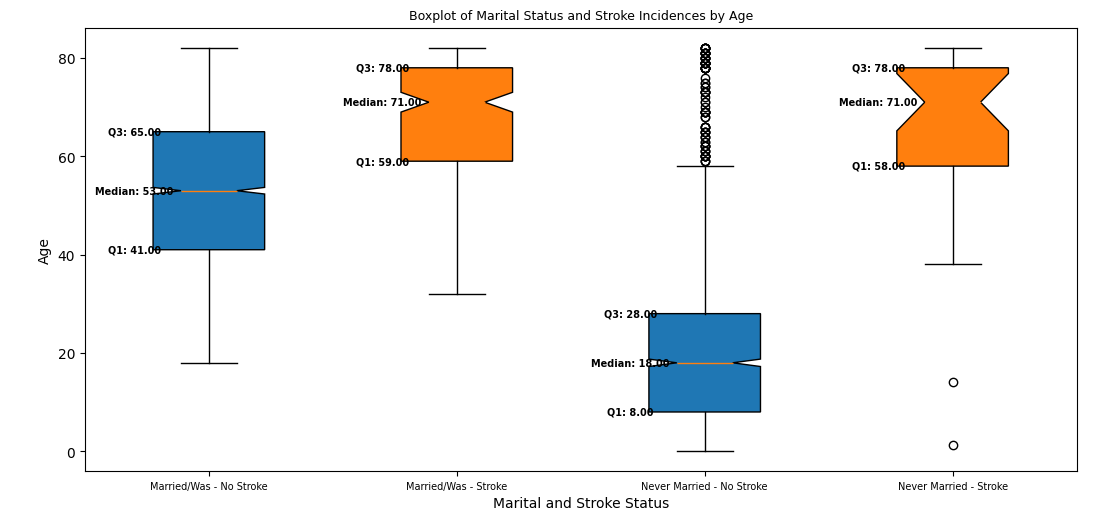 Boxplot of Marital Status and Stroke Incidences by Age
Age
80
60
40
20
0
Q3: 65.00
Median: 53.00
Q1: 41.00
Q3: 78.00
Median: 71.00
Q1: 59.00
Q3: 28.00
Median: 18.00
Q1: 8.00
Q3: 78.00
Median: 71.00
Q1: 58.00
Married/Was - No Stroke
Married/Was - Stroke
Never Married - No Stroke
Never Married - Stroke
Marital and Stroke Status